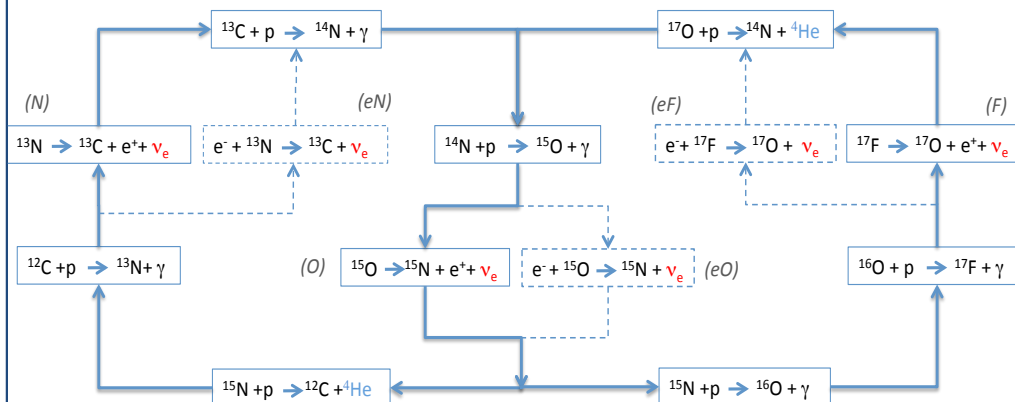 ¹³C + p → ¹⁴N + γ
¹⁷O +p → ¹⁴N + ⁴He
(N)
(eN)
(eF)
(F)
¹³N → ¹³C + e⁺+ νₑ
e⁻ + ¹³N → ¹³C + νₑ
¹⁴N + p → ¹⁵O + γ
e⁻+ ¹⁷F → ¹⁷O + νₑ
¹⁷F → ¹⁷O + e⁺+ νₑ
¹²C +p → ¹³N+ γ
(O)
¹⁵O →¹⁵N + e⁺+ νₑ
e⁻+ ¹⁵O → ¹⁵N + νₑ
(eO)
¹⁶O + p → ¹⁷F + γ
¹⁵N +p →¹²C +⁴He
¹⁵N + p → ¹⁶O + γ